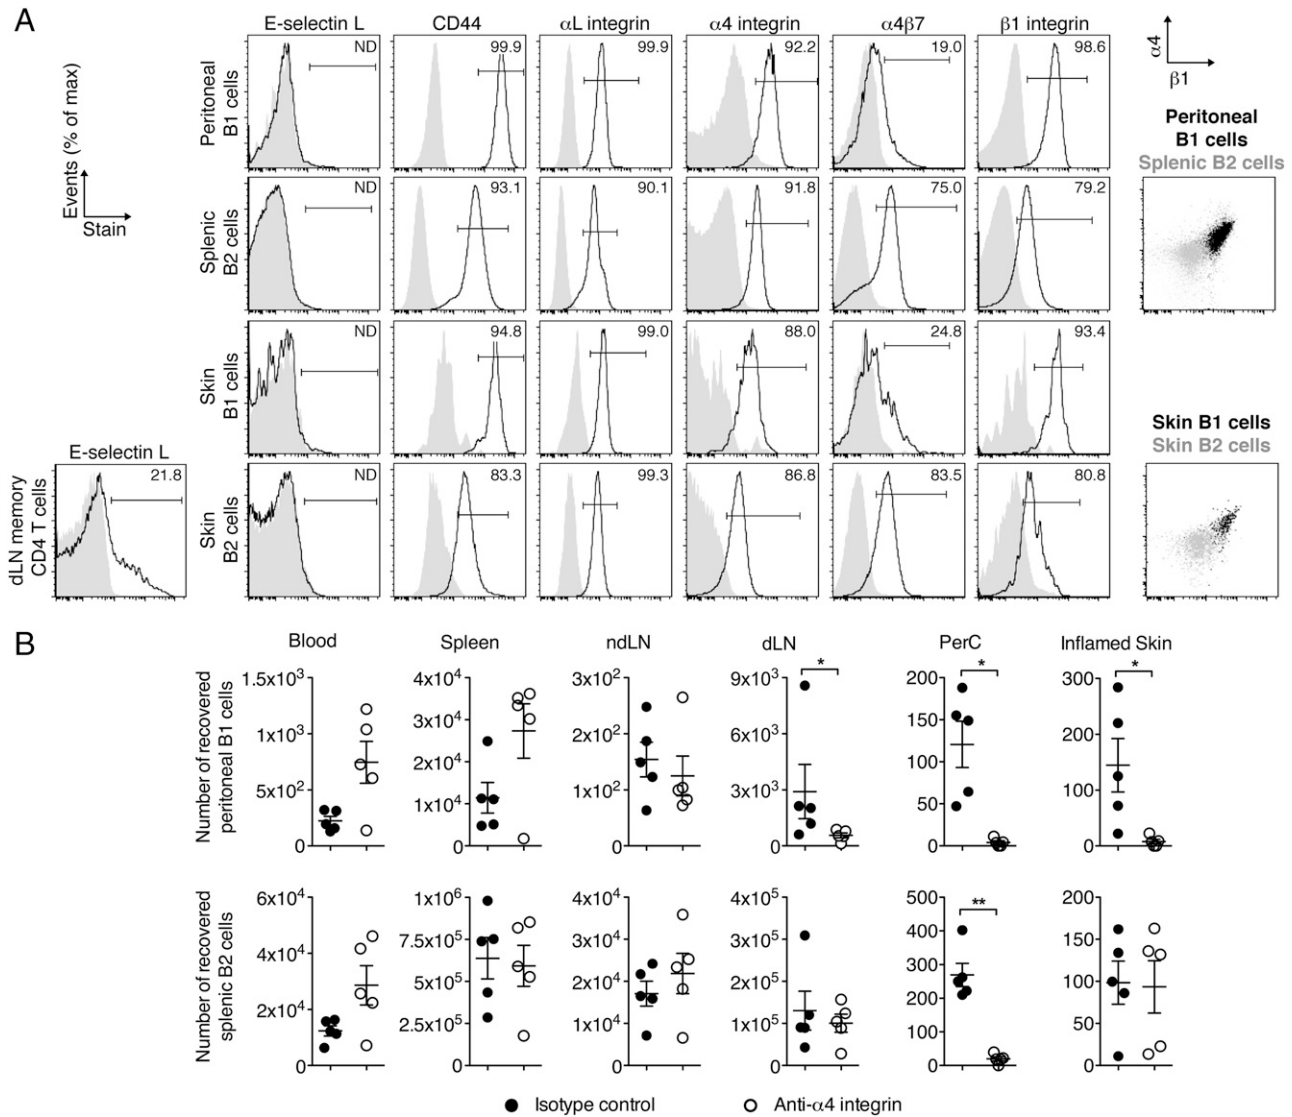 A
E-selectin L
CD44
αL integrin
α4 integrin
α4β7
β1 integrin
Events (% of max)
Stain
α4
β1
Peritoneal
B1 cells
ND
99.9
99.9
92.2
19.0
98.6
Peritoneal
B1 cells
Splenic B2 cells
Splenic
B2 cells
ND
93.1
90.1
91.8
75.0
79.2
Skin
B1 cells
ND
94.8
99.0
88.0
24.8
93.4
Skin B1 cells
Skin B2 cells
E-selectin L
dLN memory
CD4 T cells
21.8
Skin
B2 cells
ND
83.3
99.3
86.8
83.5
80.8
B
Blood
Spleen
ndLN
dLN
PerC
Inflamed Skin
Number of recovered
peritoneal B1 cells
1.5x10³
1x10³
5x10²
0
4x10⁴
3x10⁴
2x10⁴
1x10⁴
0
3x10²
2x10²
1x10²
0
*
9x10³
6x10³
3x10³
0
*
200
150
100
50
0
*
300
200
100
0
Number of recovered
splenic B2 cells
6x10⁴
4x10⁴
2x10⁴
0
1x10⁶
7.5x10⁵
5x10⁵
2.5x10⁵
0
4x10⁴
3x10⁴
2x10⁴
1x10⁴
0
4x10⁵
3x10⁵
2x10⁵
1x10⁵
0
**
500
400
300
200
100
0
200
150
100
50
0
Isotype control
Anti-α4 integrin